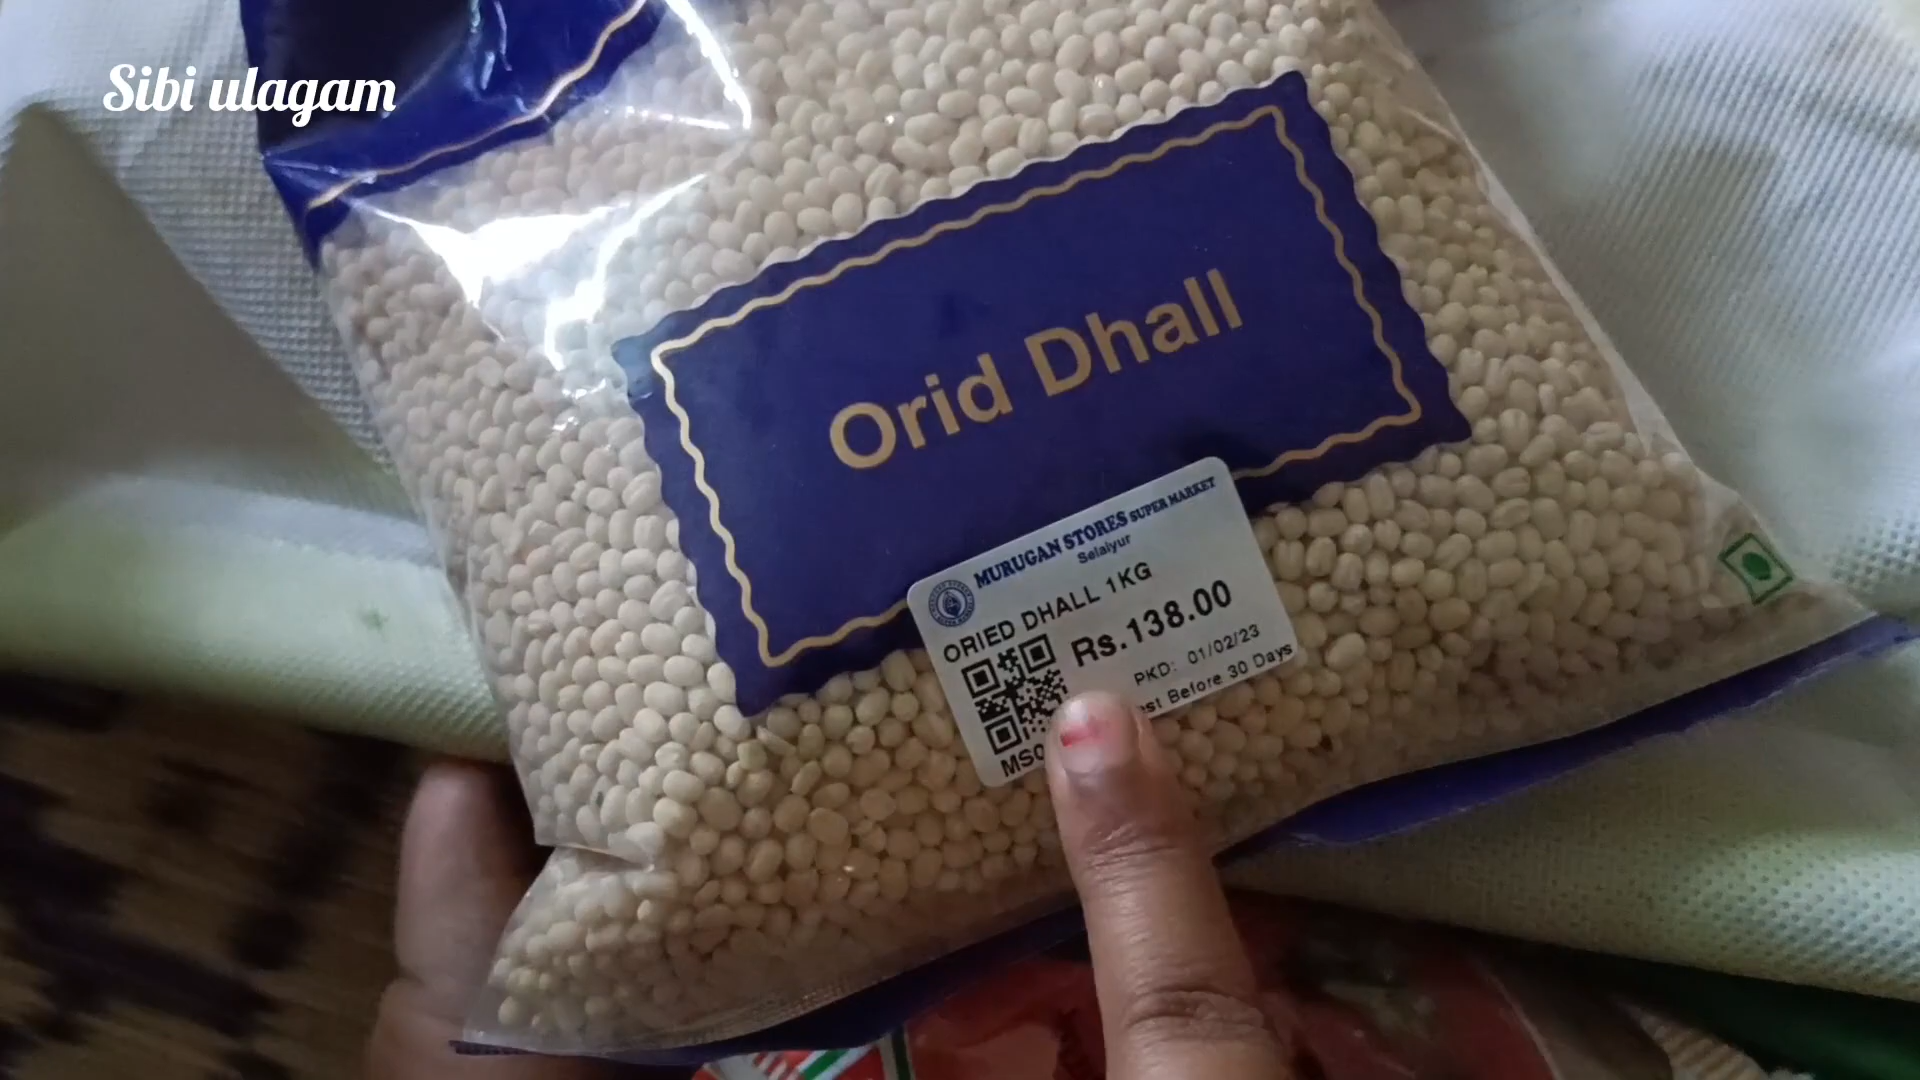 Sibi ulagam
Orid Dhall
MURUGAN STORES SUPER MARKET
Selaiyur
ORIED DHALL 1KG
Rs.138.00
PKD: 01/02/23
Before 30 Days